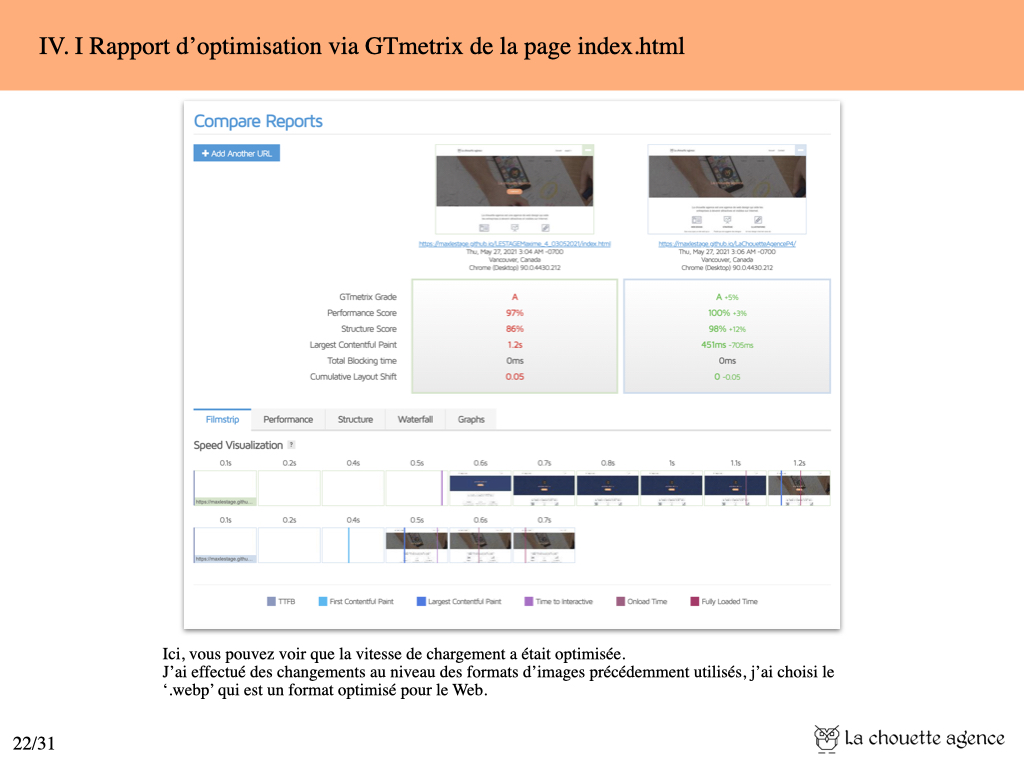 IV. I Rapport d’optimisation via GTmetrix de la page index.html
Compare Reports
+ Add Another URL
https://maxlestage.github.io/LESTAGEMaxime_4_03052021/index.html
Thu, May 27, 2021 3:04 AM -0700
Vancouver, Canada
Chrome (Desktop) 90.0.4430.212
https://maxlestage.github.io/LaChouetteAgenceP4/
Thu, May 27, 2021 3:06 AM -0700
Vancouver, Canada
Chrome (Desktop) 90.0.4430.212
GTmetrix Grade A A +5%
Performance Score 97% 100% +3%
Structure Score 86% 98% +12%
Largest Contentful Paint 1.2s 451ms -705ms
Total Blocking time 0ms 0ms
Cumulative Layout Shift 0.05 0 -0.05
Filmstrip Performance Structure Waterfall Graphs
Speed Visualization ?
0.1s 0.2s 0.4s 0.5s 0.6s 0.7s 0.8s 1s 1.1s 1.2s
https://maxlestage.githu...
0.1s 0.2s 0.4s 0.5s 0.6s 0.7s
https://maxlestage.githu...
TTFB First Contentful Paint Largest Contentful Paint Time to Interactive Onload Time Fully Loaded Time
Ici, vous pouvez voir que la vitesse de chargement a était optimisée.
J’ai effectué des changements au niveau des formats d’images précédemment utilisés, j’ai choisi le
‘.webp’ qui est un format optimisé pour le Web.
22/31
La chouette agence